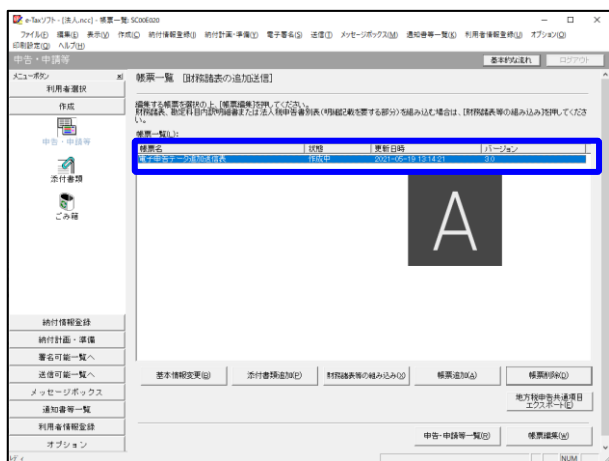 e-Taxソフト - [法人.ncc] - 帳票一覧: SC00E020
ファイル(F) 編集(E) 表示(V) 作成(C) 納付情報登録(I) 納付計画・準備(Y) 電子署名(S) 送信(T) メッセージボックス(M) 通知書等一覧(K) 利用者情報登録(U) オプション(O)
印刷設定(Q) ヘルプ(H)
申告・申請等
基本的な流れ
ログアウト
メニューボタン
利用者選択
作成
申告・申請等
添付書類
ごみ箱
納付情報登録
納付計画・準備
署名可能一覧へ
送信可能一覧へ
メッセージボックス
通知書等一覧
利用者情報登録
オプション
帳票一覧 [財務諸表の追加送信]
編集する帳票を選択の上、[帳票編集]を押してください。
財務諸表、勘定科目内訳明細書または法人税申告書別表(明細記載を要する部分)を組み込む場合は、[財務諸表等の組み込み]を押してください。
帳票一覧(L):
帳票名 状態 更新日時 バージョン
電子申告データ追加送信表 作成中 2021-05-19 13:14:21 3.0
A
基本情報変更(G) 添付書類追加(P) 財務諸表等の組み込み(X) 帳票追加(A) 帳票削除(D)
地方税申告共通項目
エクスポート(E)
申告・申請等一覧(R) 帳票編集(W)
NUM